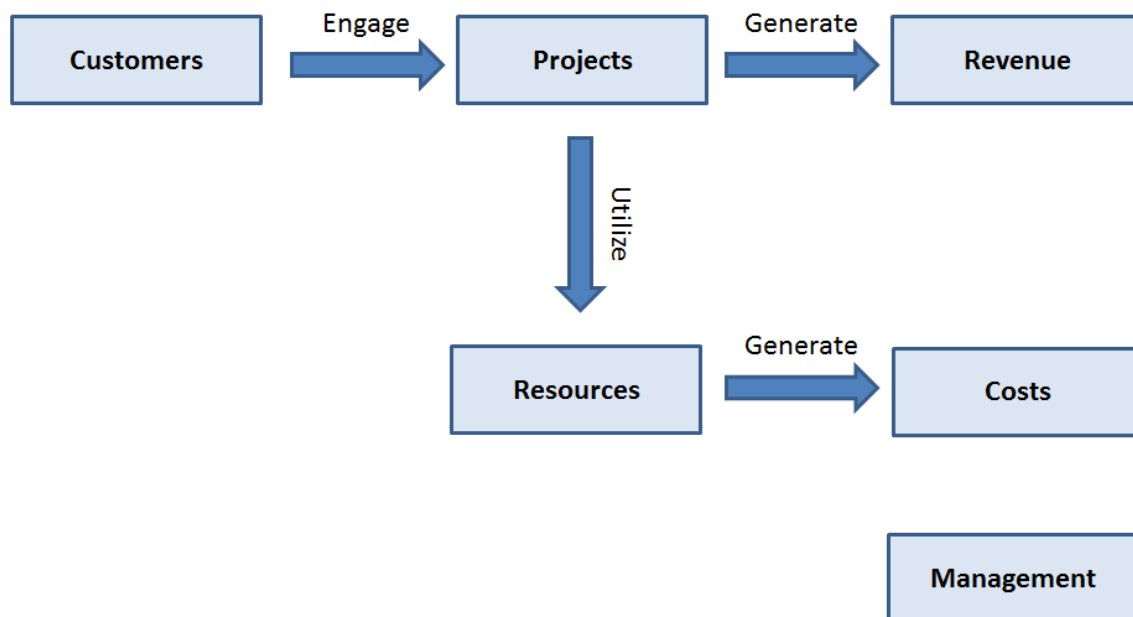 Engage
Generate
Customers
Projects
Revenue
Utilize
Generate
Resources
Costs
Management